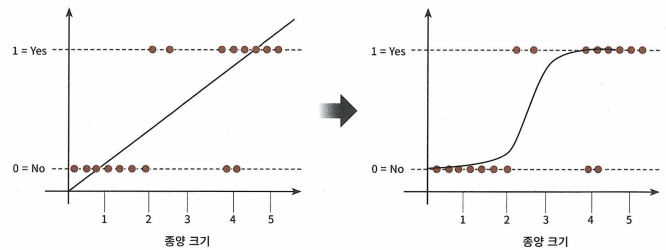 1 = Yes
0 = No
1 2 3 4 5
종양 크기
1 = Yes
0 = No
1 2 3 4 5
종양 크기